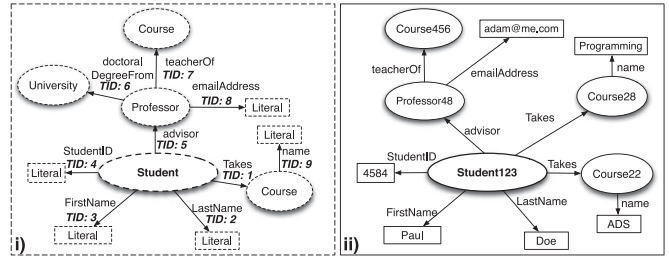 Course
doctoral
DegreeFrom
TID: 6
teacherOf
TID: 7
University
emailAddress
TID: 8
Professor
Literal
advisor
TID: 5
Literal
name
TID: 9
StudentID
TID: 4
Literal
Student
Takes
TID: 1
Course
FirstName
TID: 3
LastName
TID: 2
Literal
Literal
i)
Course456
adam@me.com
Programming
teacherOf
emailAddress
name
Professor48
Course28
advisor
Takes
StudentID
4584
Student123
Takes
Course22
FirstName
LastName
name
Paul
Doe
ADS
ii)